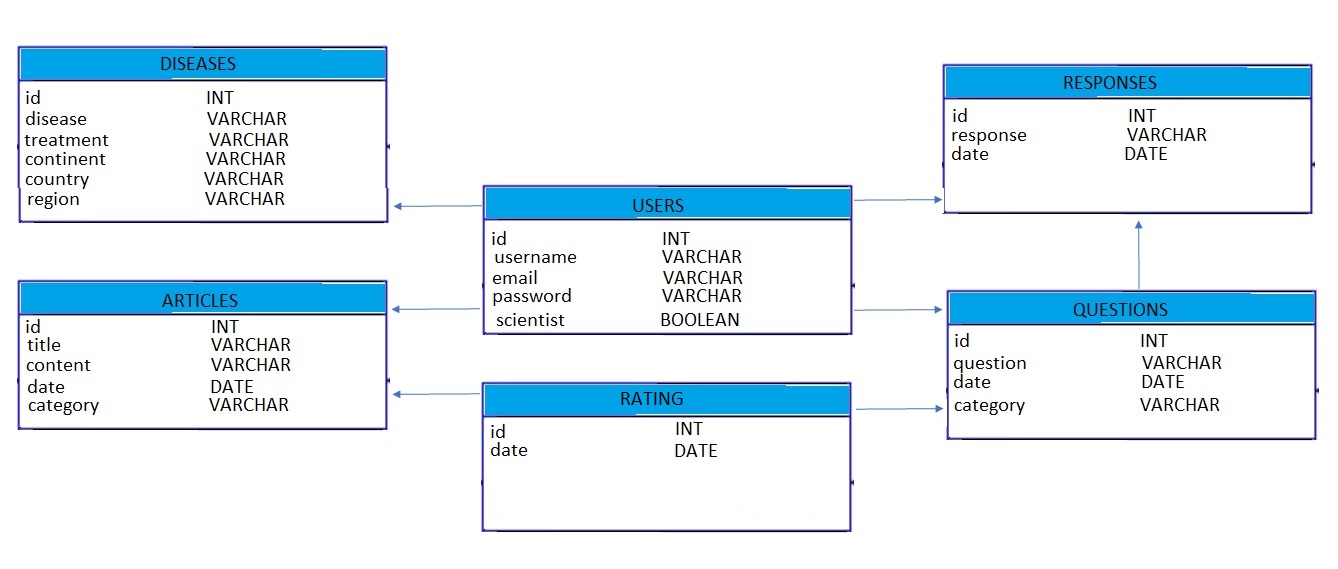 DISEASES
id INT
disease VARCHAR
treatment VARCHAR
continent VARCHAR
country VARCHAR
region VARCHAR
ARTICLES
id INT
title VARCHAR
content VARCHAR
date DATE
category VARCHAR
USERS
id INT
username VARCHAR
email VARCHAR
password VARCHAR
scientist BOOLEAN
RATING
id INT
date DATE
RESPONSES
id INT
response VARCHAR
date DATE
QUESTIONS
id INT
question VARCHAR
date DATE
category VARCHAR